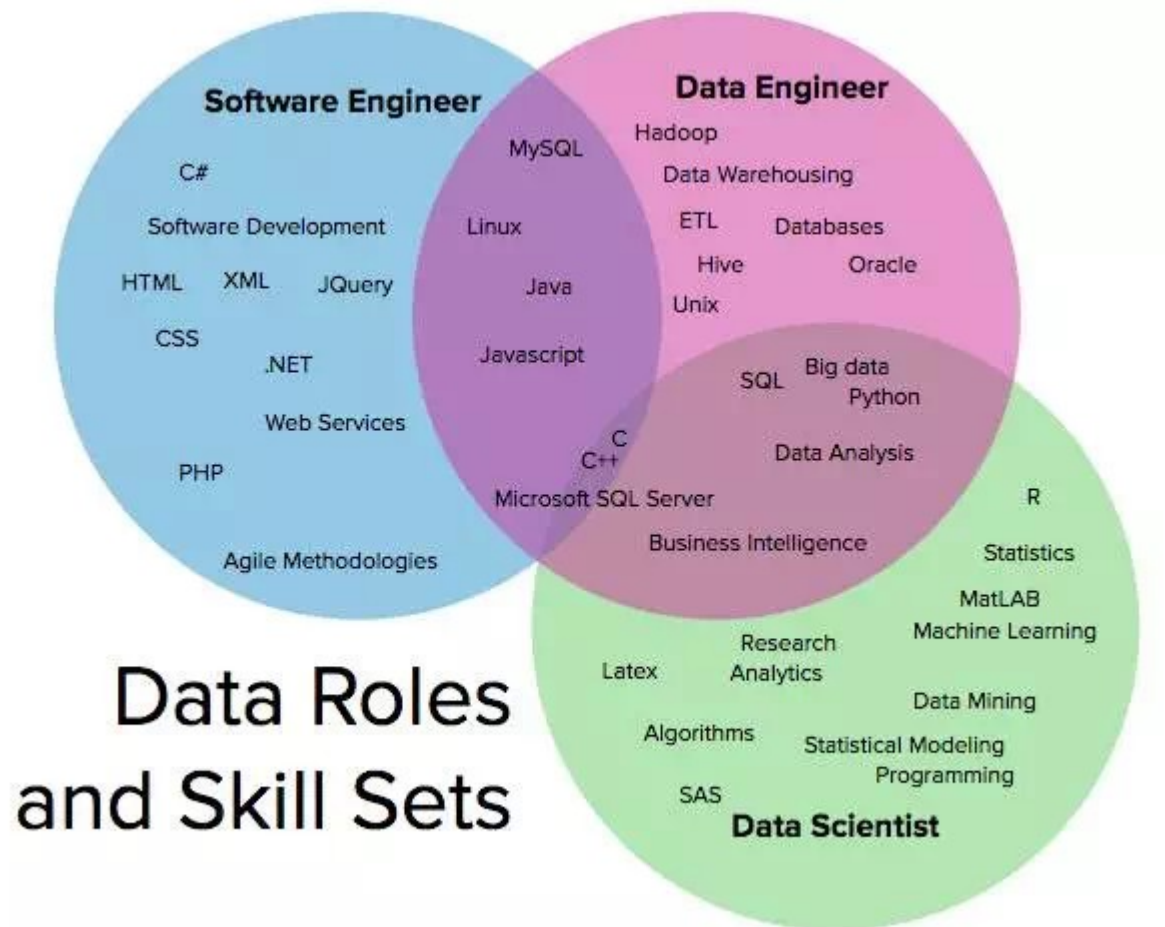 Software Engineer
C#
Software Development
HTML XML JQuery
CSS
.NET
Web Services
PHP
Agile Methodologies
MySQL
Linux
Java
Javascript
C
C++
Microsoft SQL Server
Data Engineer
Hadoop
Data Warehousing
ETL Databases
Hive Oracle
Unix
SQL Big data
Python
Data Analysis
Business Intelligence
R
Statistics
MatLAB
Machine Learning
Research
Latex Analytics
Data Mining
Algorithms
Statistical Modeling
Programming
SAS
Data Scientist
Data Roles
and Skill Sets